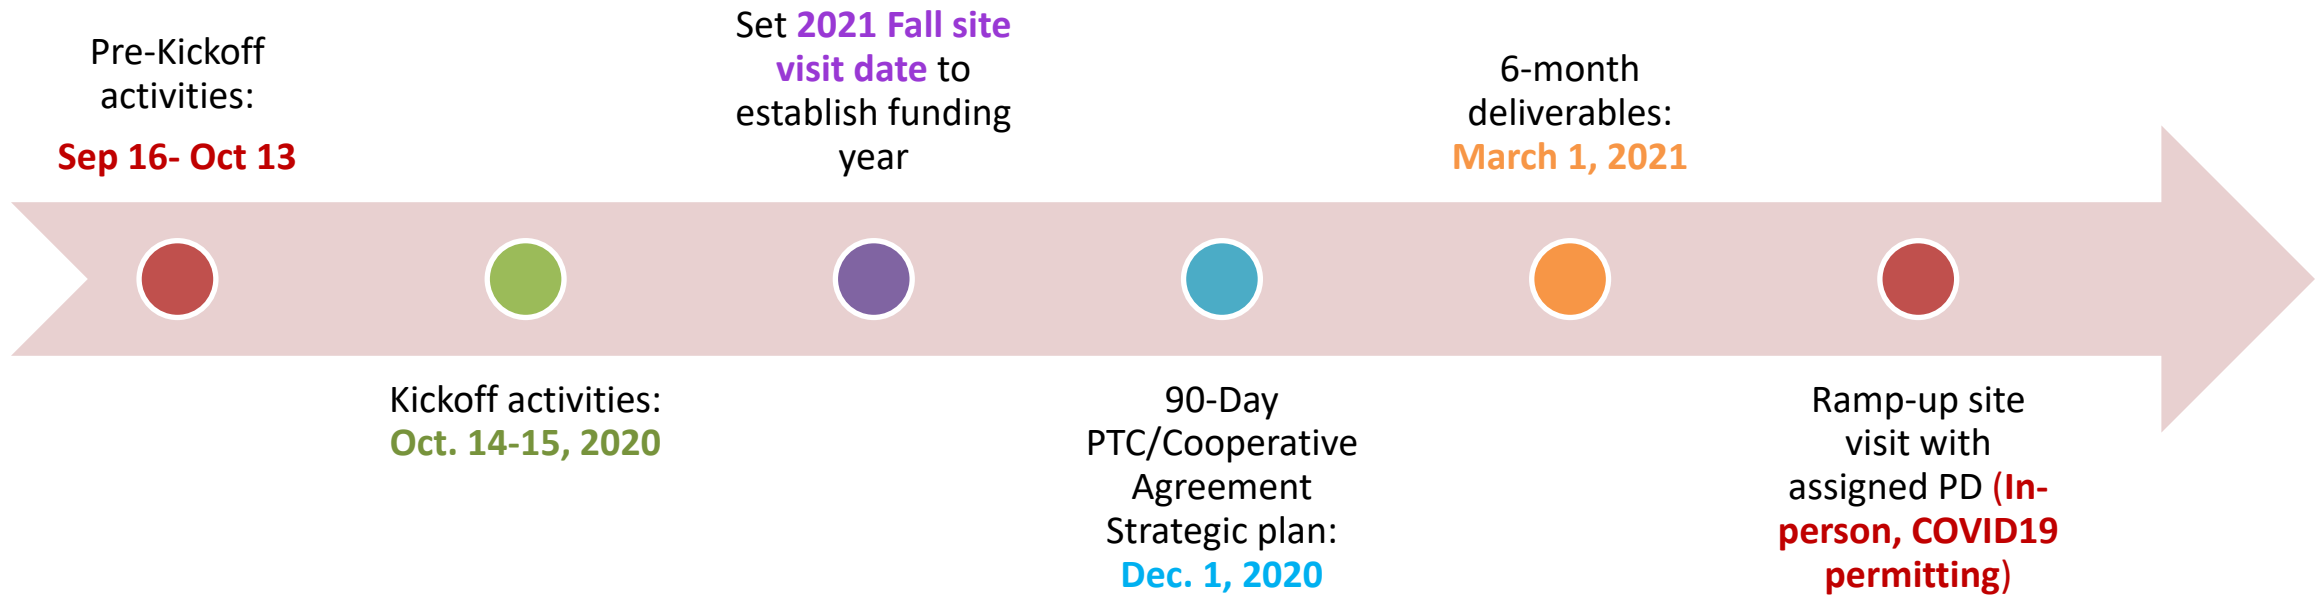 Pre-Kickoff
activities:
Sep 16- Oct 13
Kickoff activities:
Oct. 14-15, 2020
Set 2021 Fall site
visit date to
establish funding
year
90-Day
PTC/Cooperative
Agreement
Strategic plan:
Dec. 1, 2020
6-month
deliverables:
March 1, 2021
Ramp-up site
visit with
assigned PD (In-
person, COVID19
permitting)